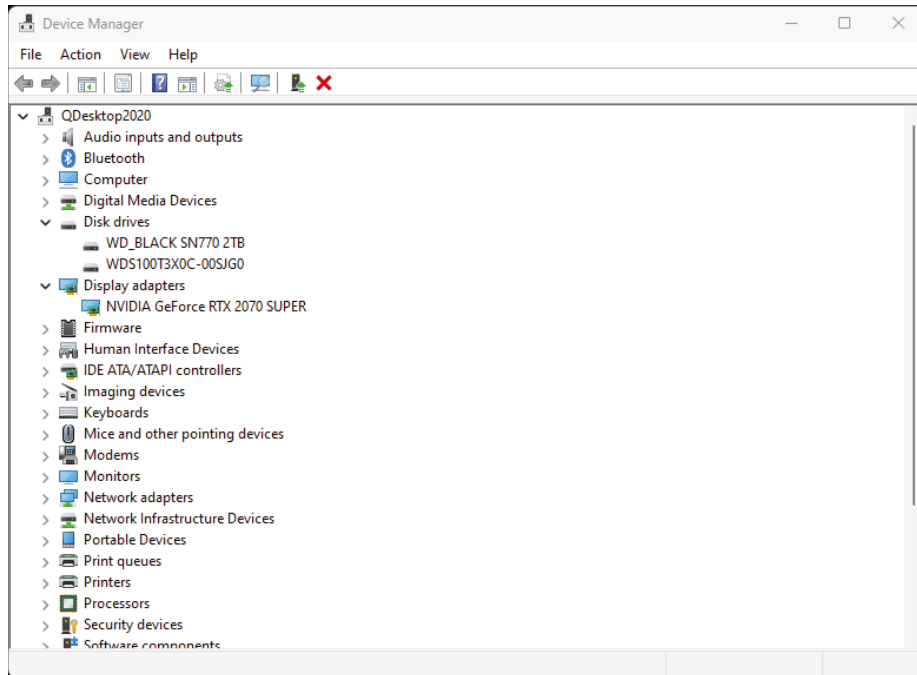 Device Manager
File Action View Help
QDesktop2020
Audio inputs and outputs
Bluetooth
Computer
Digital Media Devices
Disk drives
WD_BLACK SN770 2TB
WDS100T3X0C-00SJG0
Display adapters
NVIDIA GeForce RTX 2070 SUPER
Firmware
Human Interface Devices
IDE ATA/ATAPI controllers
Imaging devices
Keyboards
Mice and other pointing devices
Modems
Monitors
Network adapters
Network Infrastructure Devices
Portable Devices
Print queues
Printers
Processors
Security devices
Software components